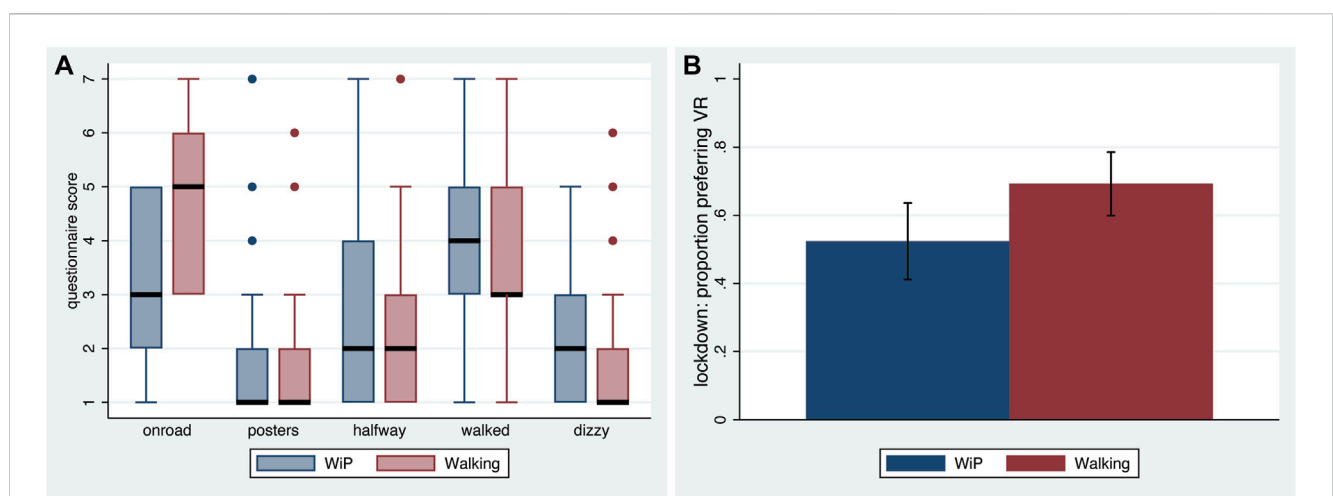 A
questionnaire score
7
6
5
4
3
2
1
onroad posters halfway walked dizzy
WiP Walking
B
lockdown: proportion preferring VR
1
.8
.6
.4
.2
0
WiP Walking